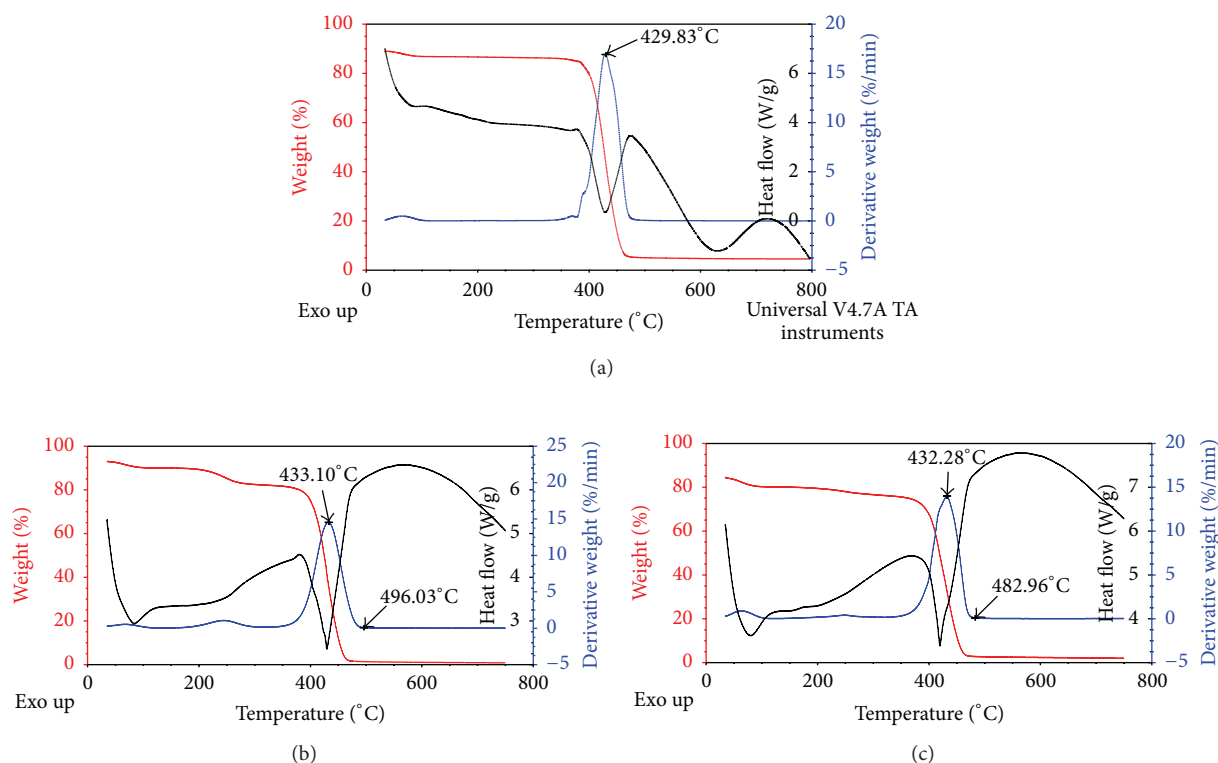 100
80
60
40
20
0
Weight (%)
429.83°C
20
15
10
5
0
−5
6
4
2
0
Heat flow (W/g)
Derivative weight (%/min)
0
200
400
600
800
Exo up
Temperature (°C)
Universal V4.7A TA
instruments
(a)
100
80
60
40
20
0
Weight (%)
433.10°C
496.03°C
6
5
4
3
Heat flow (W/g)
25
20
15
10
5
0
−5
Derivative weight (%/min)
0
200
400
600
800
Exo up
Temperature (°C)
(b)
100
80
60
40
20
0
Weight (%)
432.28°C
482.96°C
7
6
5
4
Heat flow (W/g)
20
15
10
5
0
−5
Derivative weight (%/min)
0
200
400
600
800
Exo up
Temperature (°C)
(c)